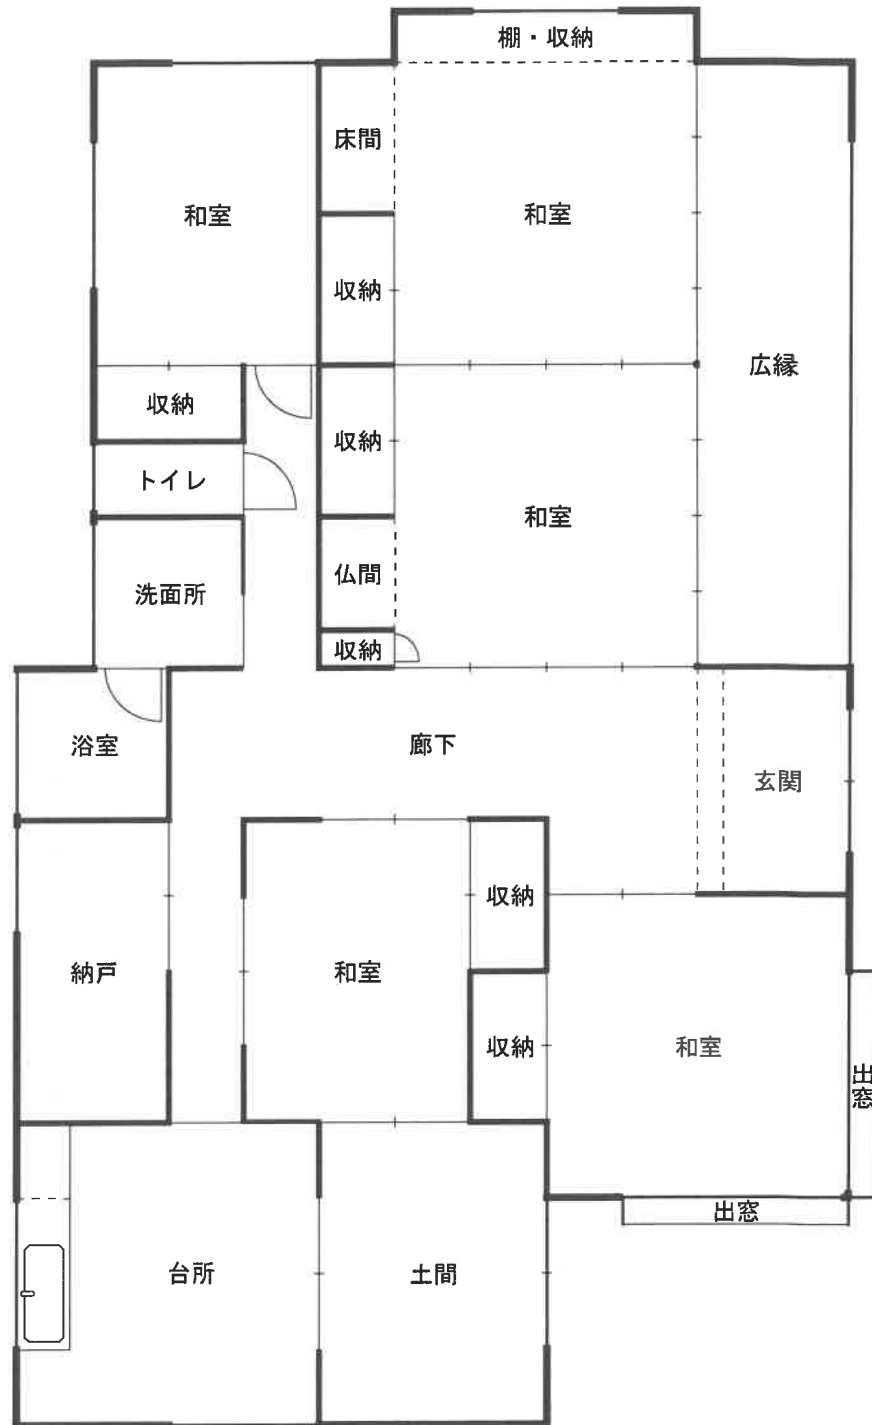 棚・収納
床間
和室
和室
収納
広縁
収納
収納
トイレ
和室
仏間
洗面所
収納
浴室
廊下
玄関
収納
納戸
和室
収納
和室
出窓
出窓
台所
土間